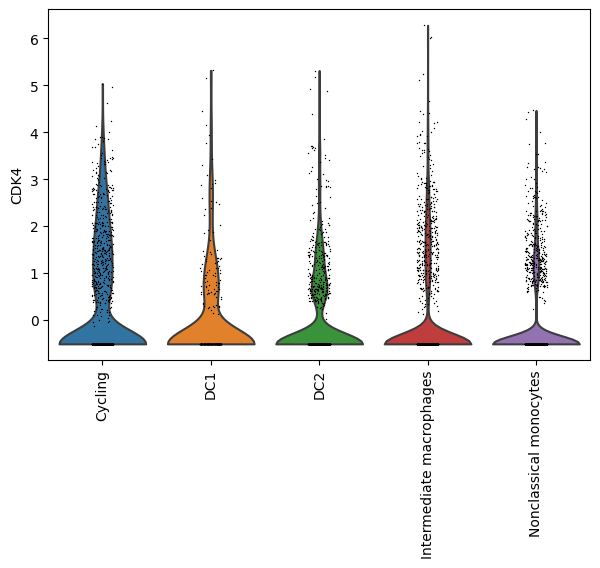 CDK4
6
5
4
3
2
1
0
Cycling
DC1
DC2
Intermediate macrophages
Nonclassical monocytes